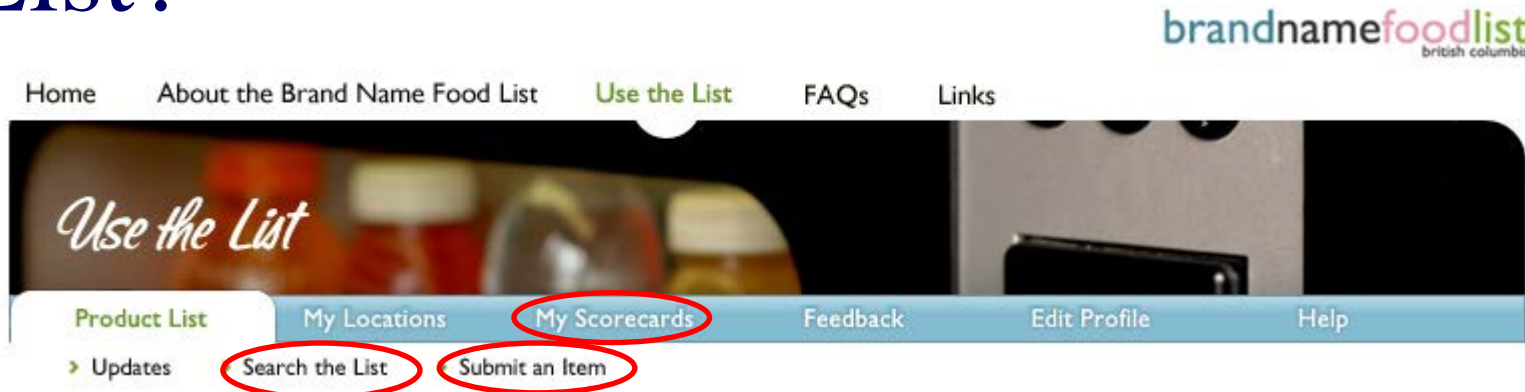 List?
brandnamefoodlist
british columbia
Home About the Brand Name Food List Use the List FAQs Links
Use the List
Product List My Locations My Scorecards Feedback Edit Profile Help
> Updates Search the List Submit an Item